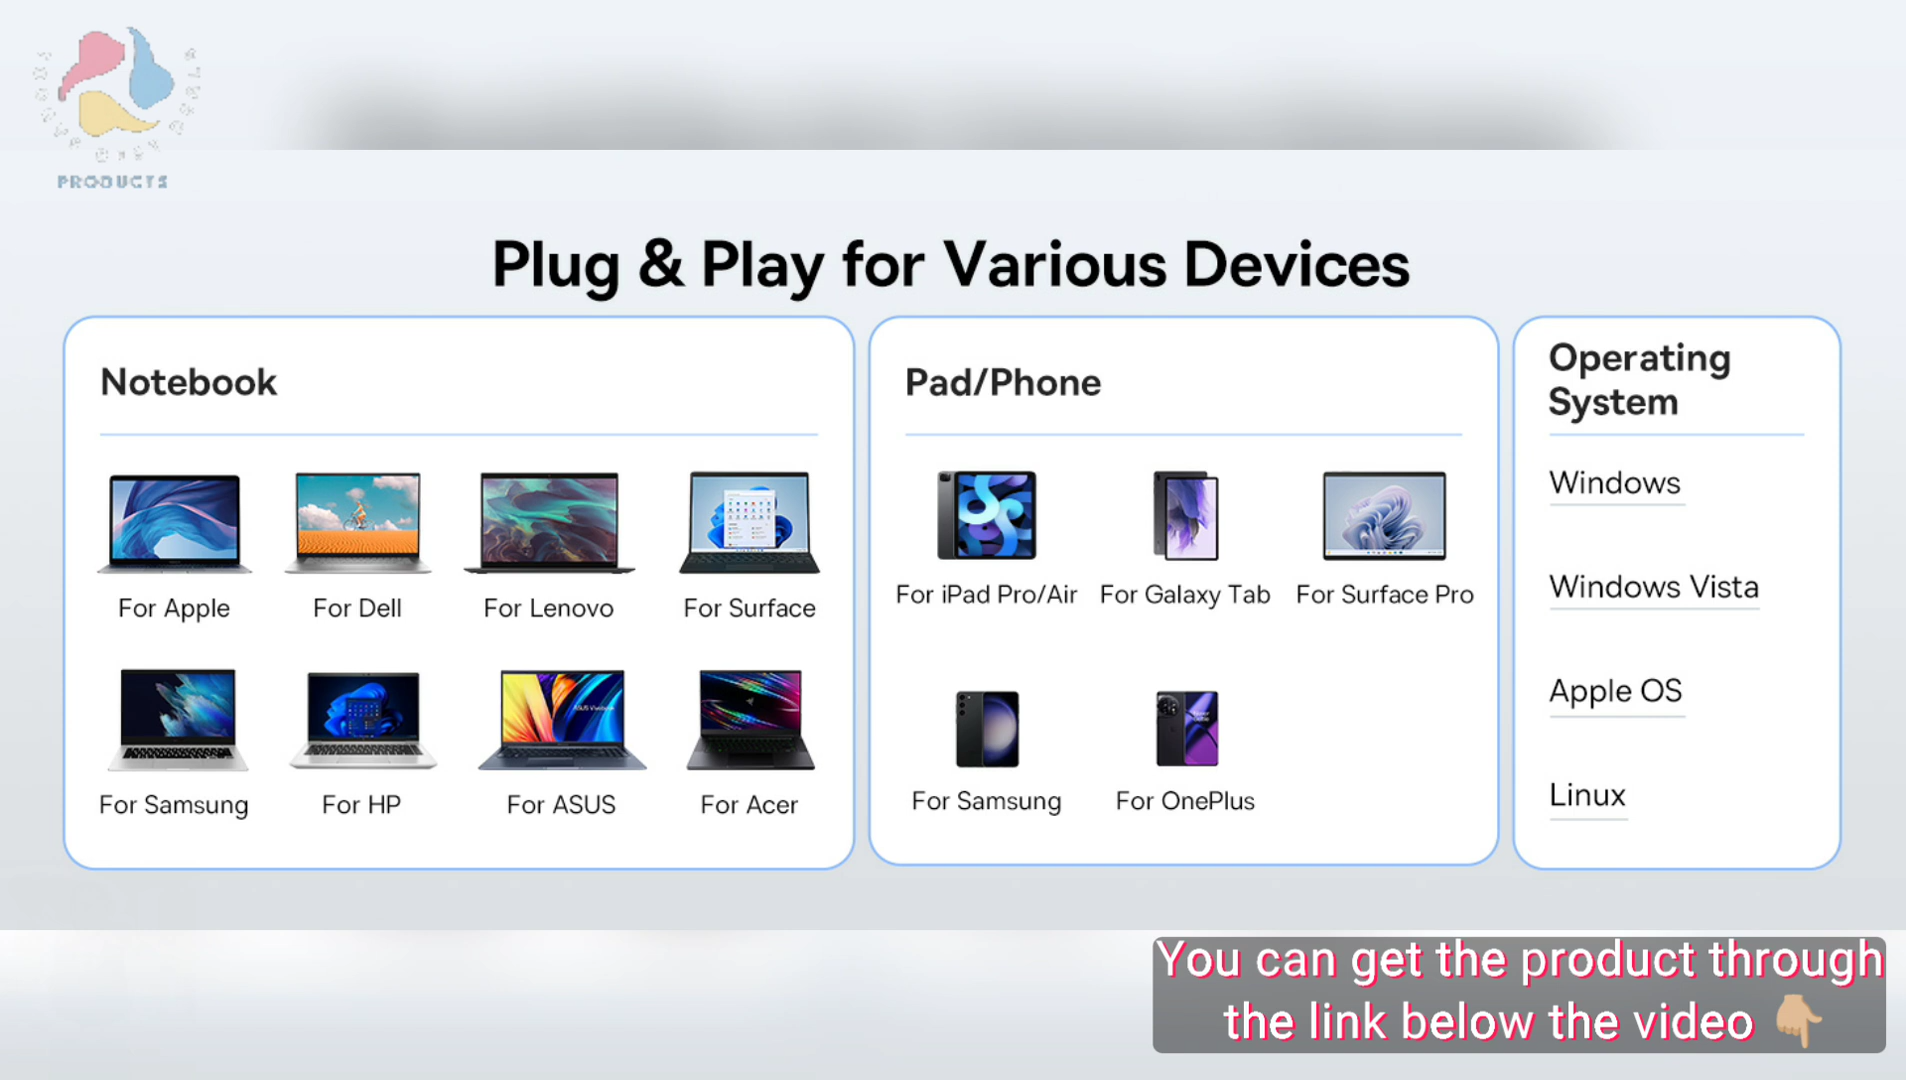 PRODUCTS
Plug & Play for Various Devices
Notebook
For Apple
For Dell
For Lenovo
For Surface
For Samsung
For HP
For ASUS
For Acer
Pad/Phone
For iPad Pro/Air
For Galaxy Tab
For Surface Pro
For Samsung
For OnePlus
Operating
System
Windows
Windows Vista
Apple OS
Linux
You can get the product through
the link below the video 👇🏼